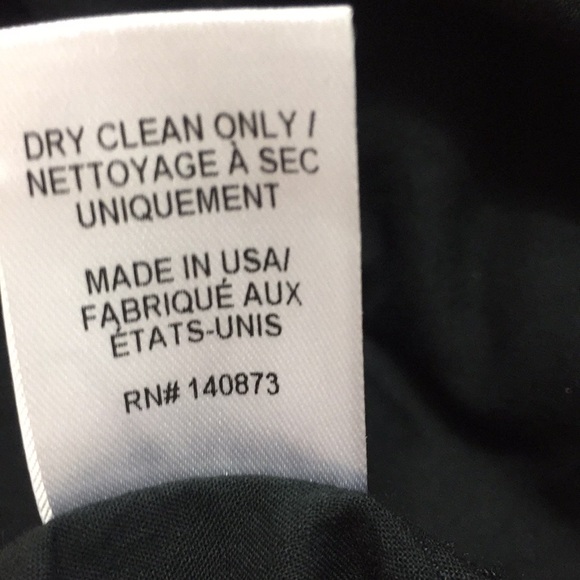 DRY CLEAN ONLY /
NETTOYAGE À SEC
UNIQUEMENT
MADE IN USA/
FABRIQUÉ AUX
ÉTATS-UNIS
RN# 140873